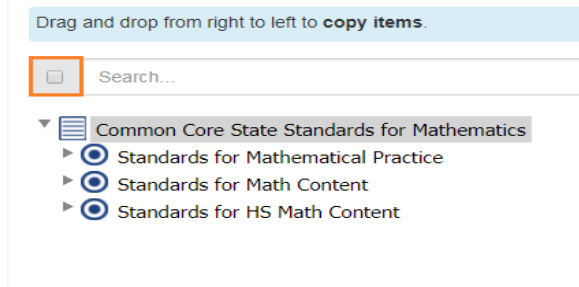 Drag and drop from right to left to copy items.
Search...
Common Core State Standards for Mathematics
Standards for Mathematical Practice
Standards for Math Content
Standards for HS Math Content